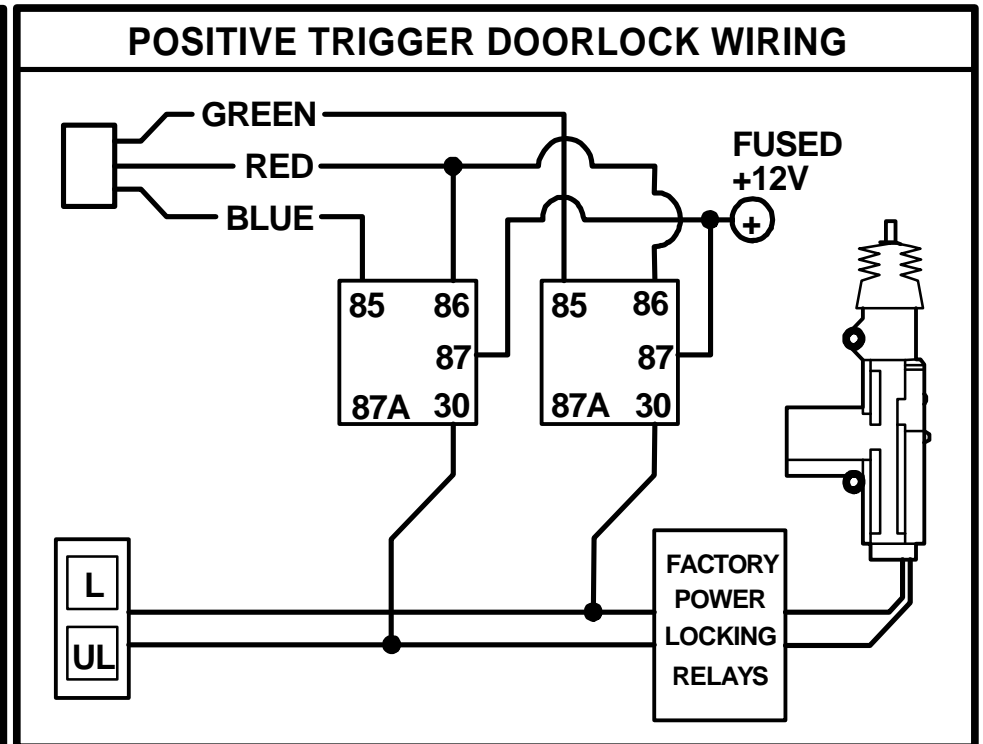 POSITIVE TRIGGER DOORLOCK WIRING
GREEN
RED
BLUE
FUSED
+12V
+
85 86
87
87A 30
85 86
87
87A 30
L
UL
FACTORY
POWER
LOCKING
RELAYS